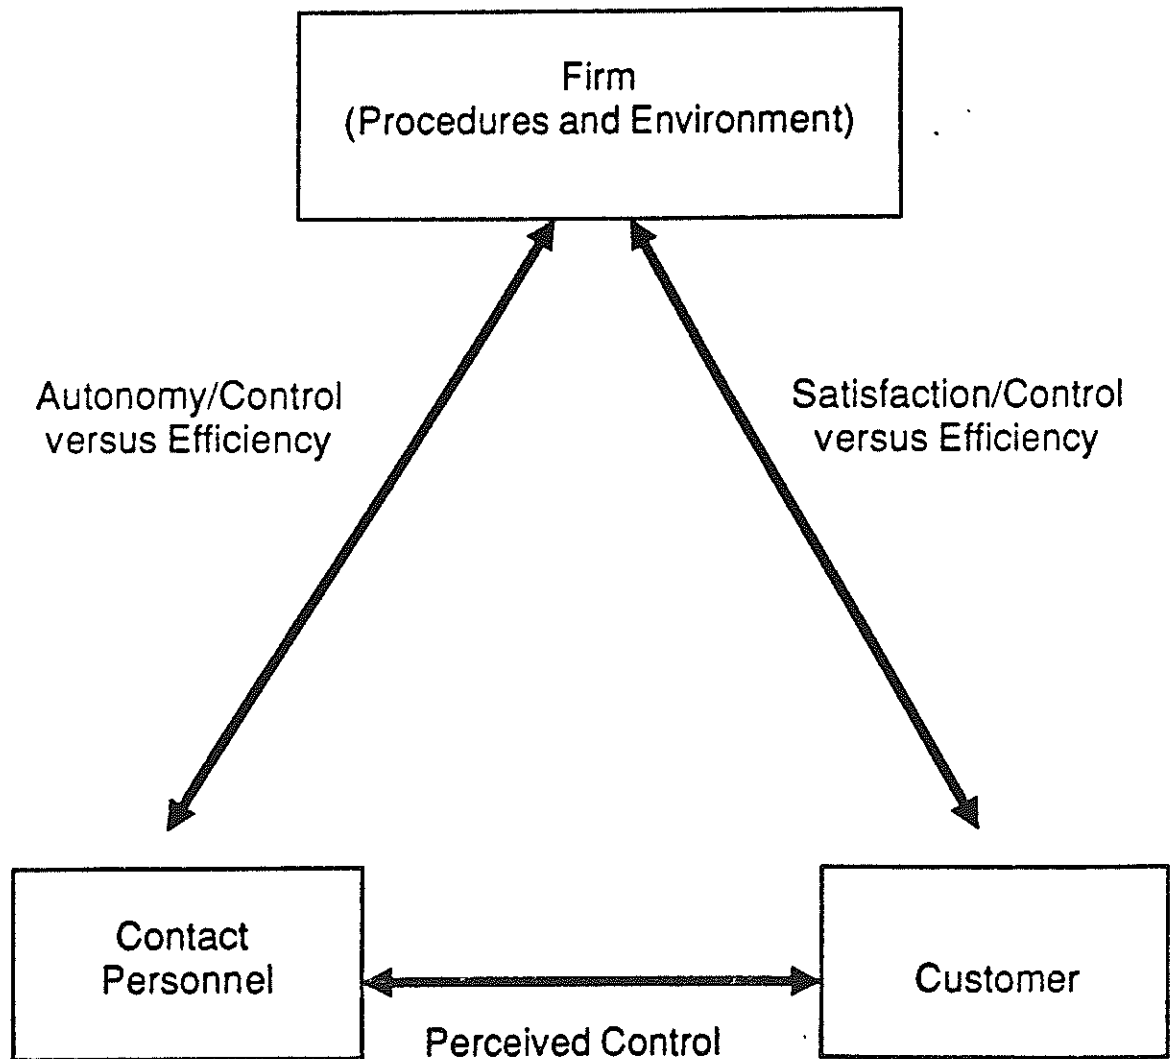 Firm
(Procedures and Environment)
Autonomy/Control
versus Efficiency
Satisfaction/Control
versus Efficiency
Contact
Personnel
Customer
Perceived Control